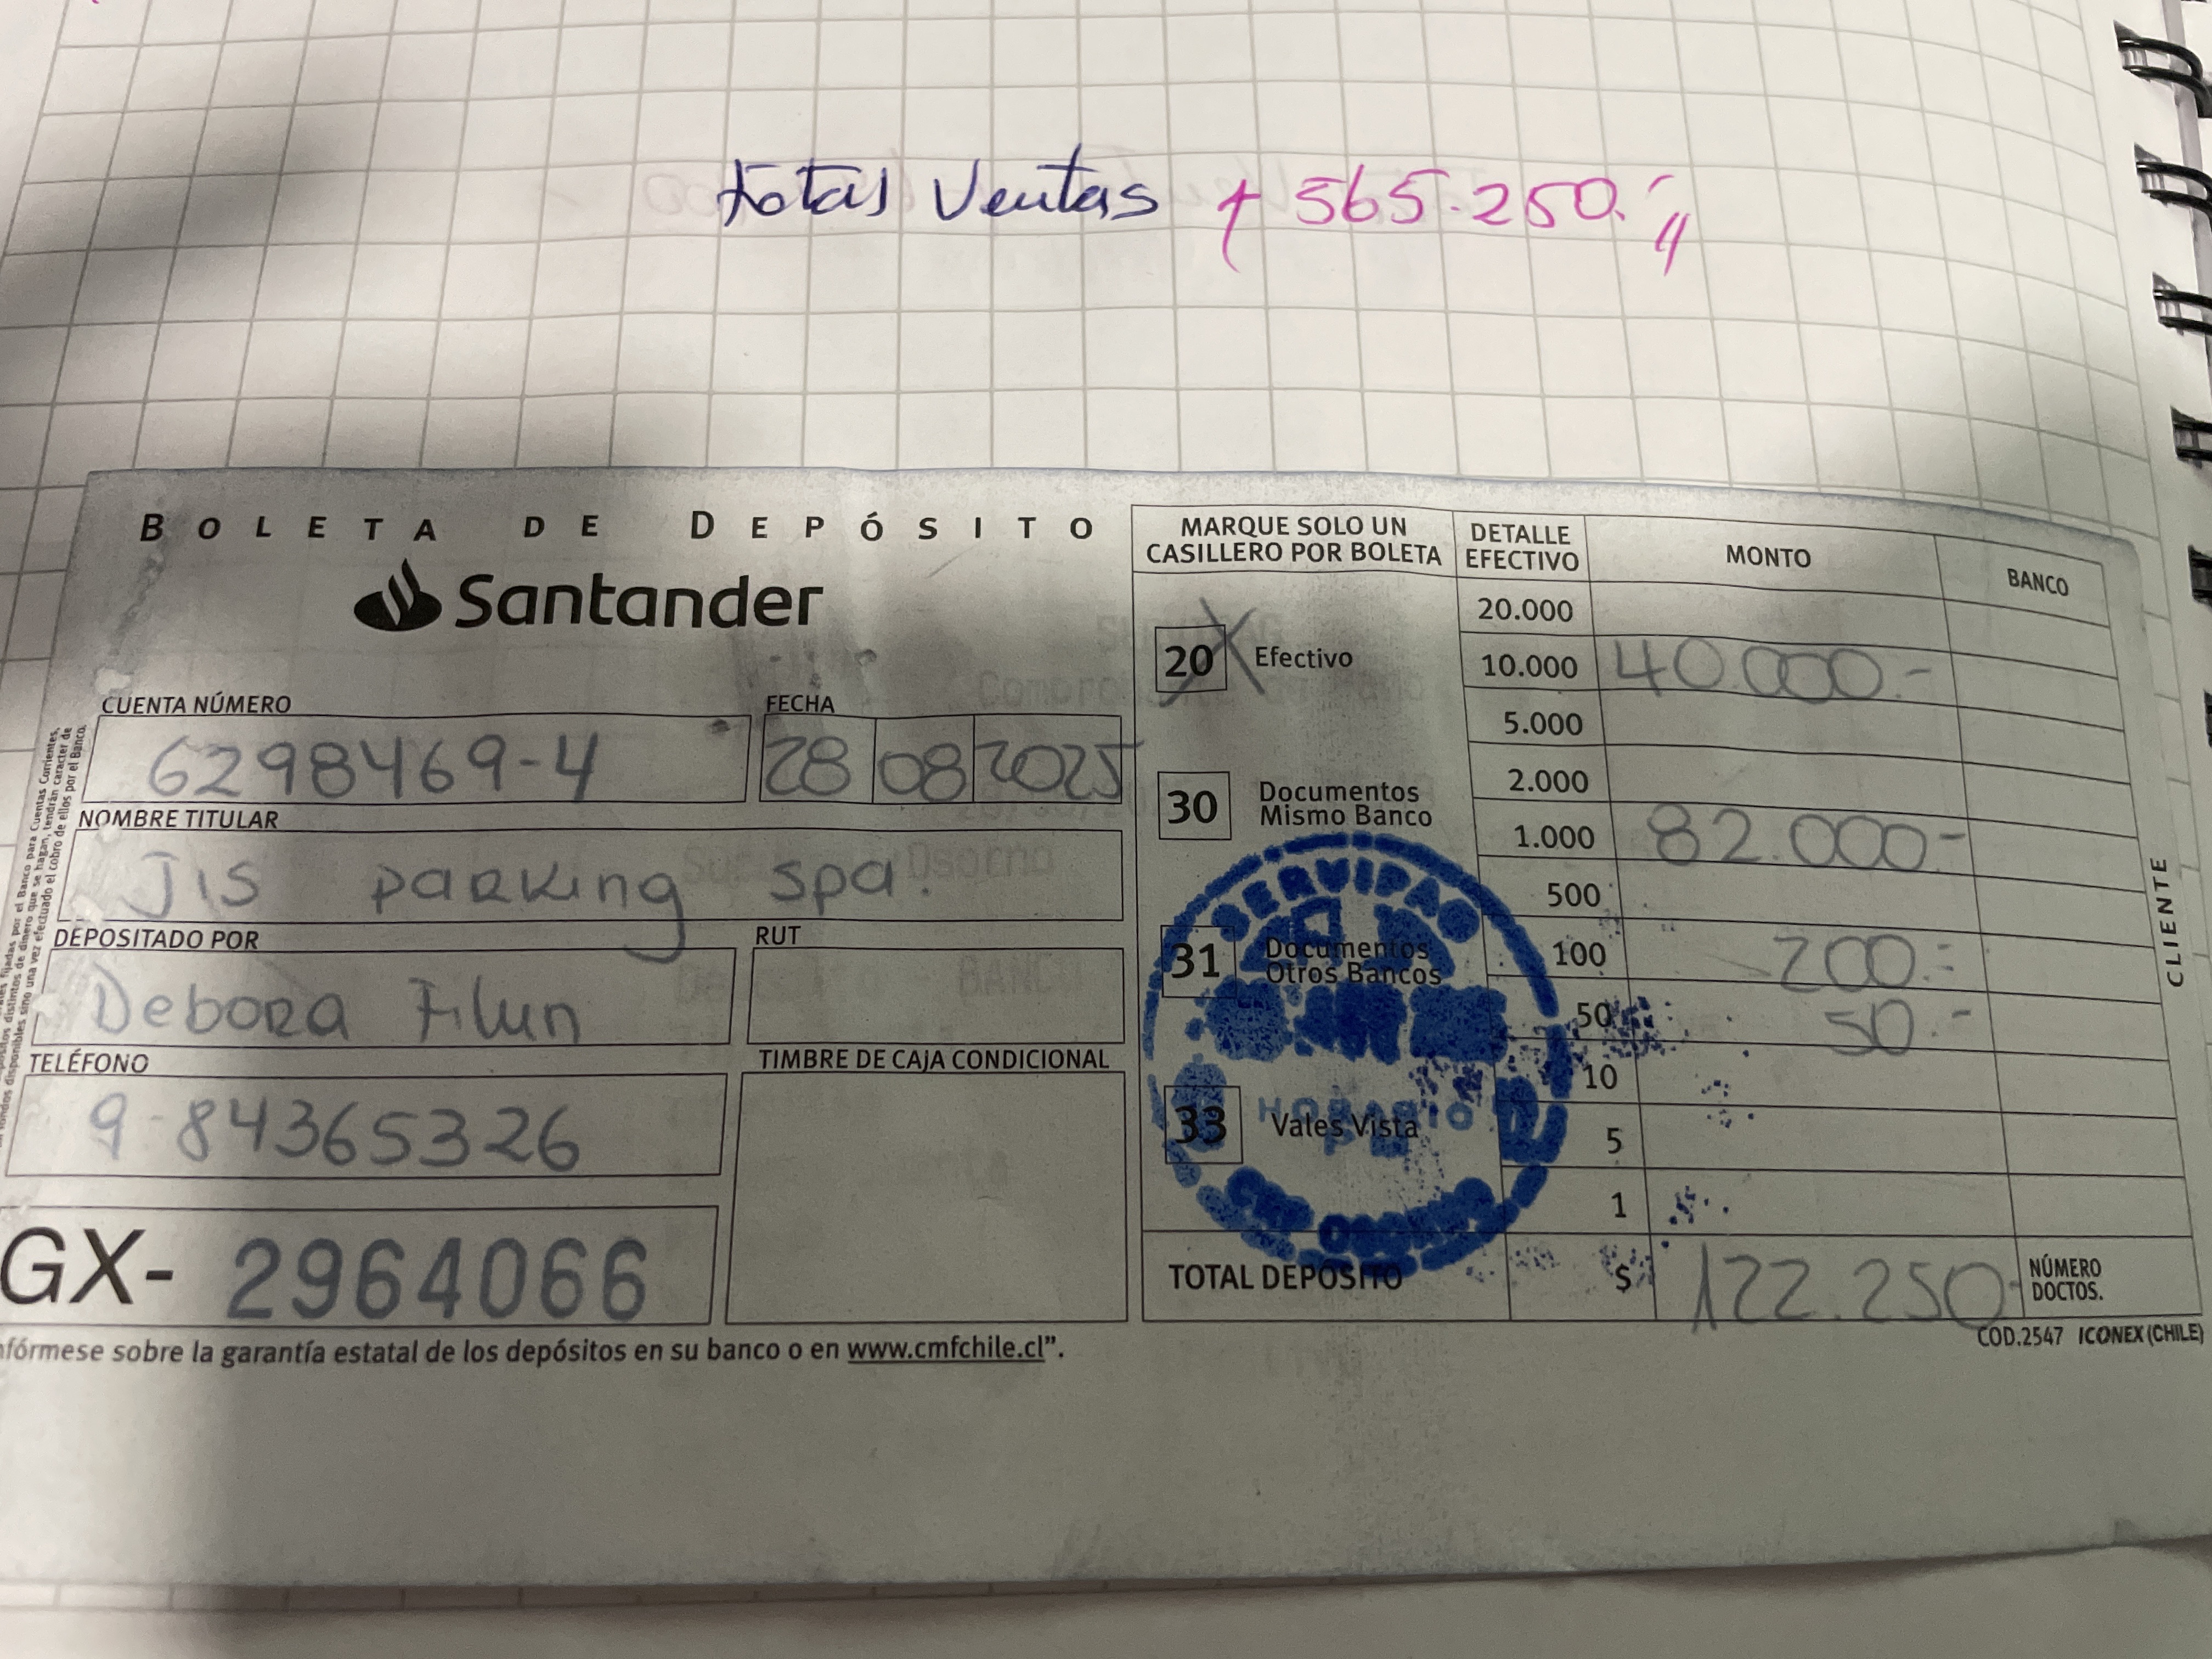 Total Ventas $ 565.250.-
BOLETA DE DEPÓSITO
Santander
CUENTA NÚMERO
6298469-4
FECHA
28 08 2025
NOMBRE TITULAR
JIS parking spa.
DEPOSITADO POR
Debora Filun
RUT
TELÉFONO
9-84365326
TIMBRE DE CAJA CONDICIONAL
GX- 2964066
fórmese sobre la garantía estatal de los depósitos en su banco o en www.cmfchile.cl".
MARQUE SOLO UN
CASILLERO POR BOLETA
20 X Efectivo
30 Documentos
Mismo Banco
31 Documentos
Otros Bancos
33 Vales Vista
SERVIPAG
HORARIO
DETALLE
EFECTIVO
MONTO
BANCO
20.000
10.000 40.000.-
5.000
2.000
1.000 82.000.-
500
100 200.-
50 50.-
10
5
1
TOTAL DEPÓSITO $ 122.250-
NÚMERO
DOCTOS.
CLIENTE
COD.2547 ICONEX (CHILE)